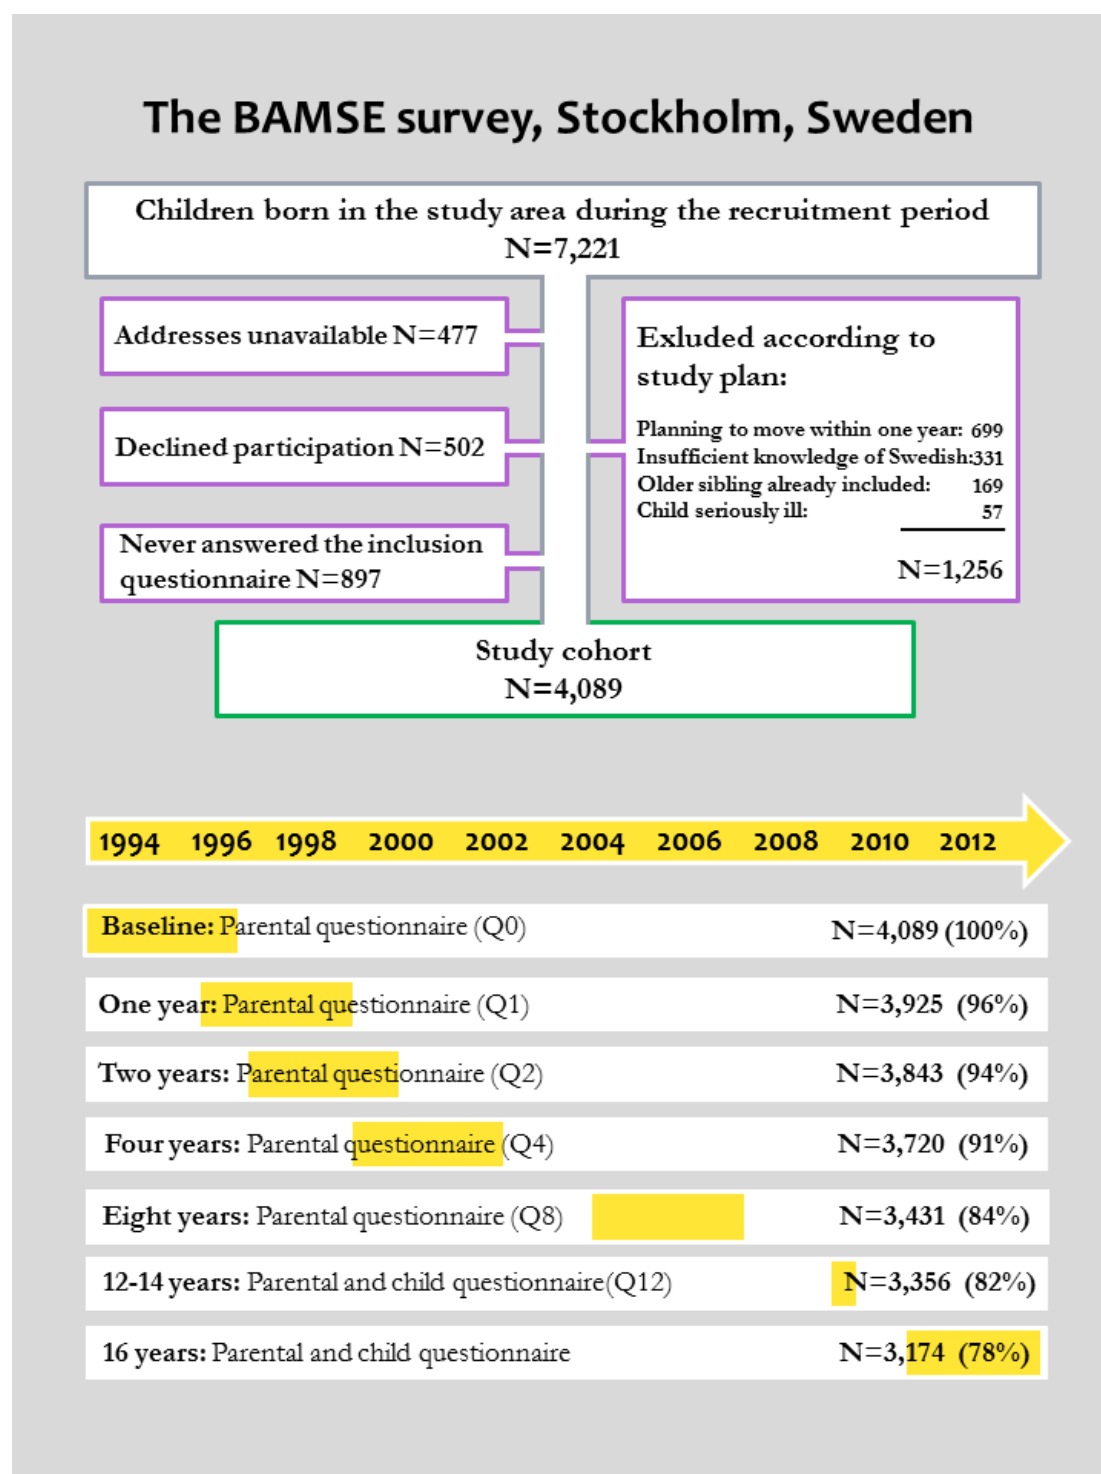 The BAMSE survey, Stockholm, Sweden
Children born in the study area during the recruitment period
N=7,221
Addresses unavailable N=477
Declined participation N=502
Never answered the inclusion
questionnaire N=897
Exluded according to
study plan:
Planning to move within one year: 699
Insufficient knowledge of Swedish:331
Older sibling already included: 169
Child seriously ill: 57
N=1,256
Study cohort
N=4,089
1994 1996 1998 2000 2002 2004 2006 2008 2010 2012
Baseline: Parental questionnaire (Q0) N=4,089 (100%)
One year: Parental questionnaire (Q1) N=3,925 (96%)
Two years: Parental questionnaire (Q2) N=3,843 (94%)
Four years: Parental questionnaire (Q4) N=3,720 (91%)
Eight years: Parental questionnaire (Q8) N=3,431 (84%)
12-14 years: Parental and child questionnaire(Q12) N=3,356 (82%)
16 years: Parental and child questionnaire N=3,174 (78%)